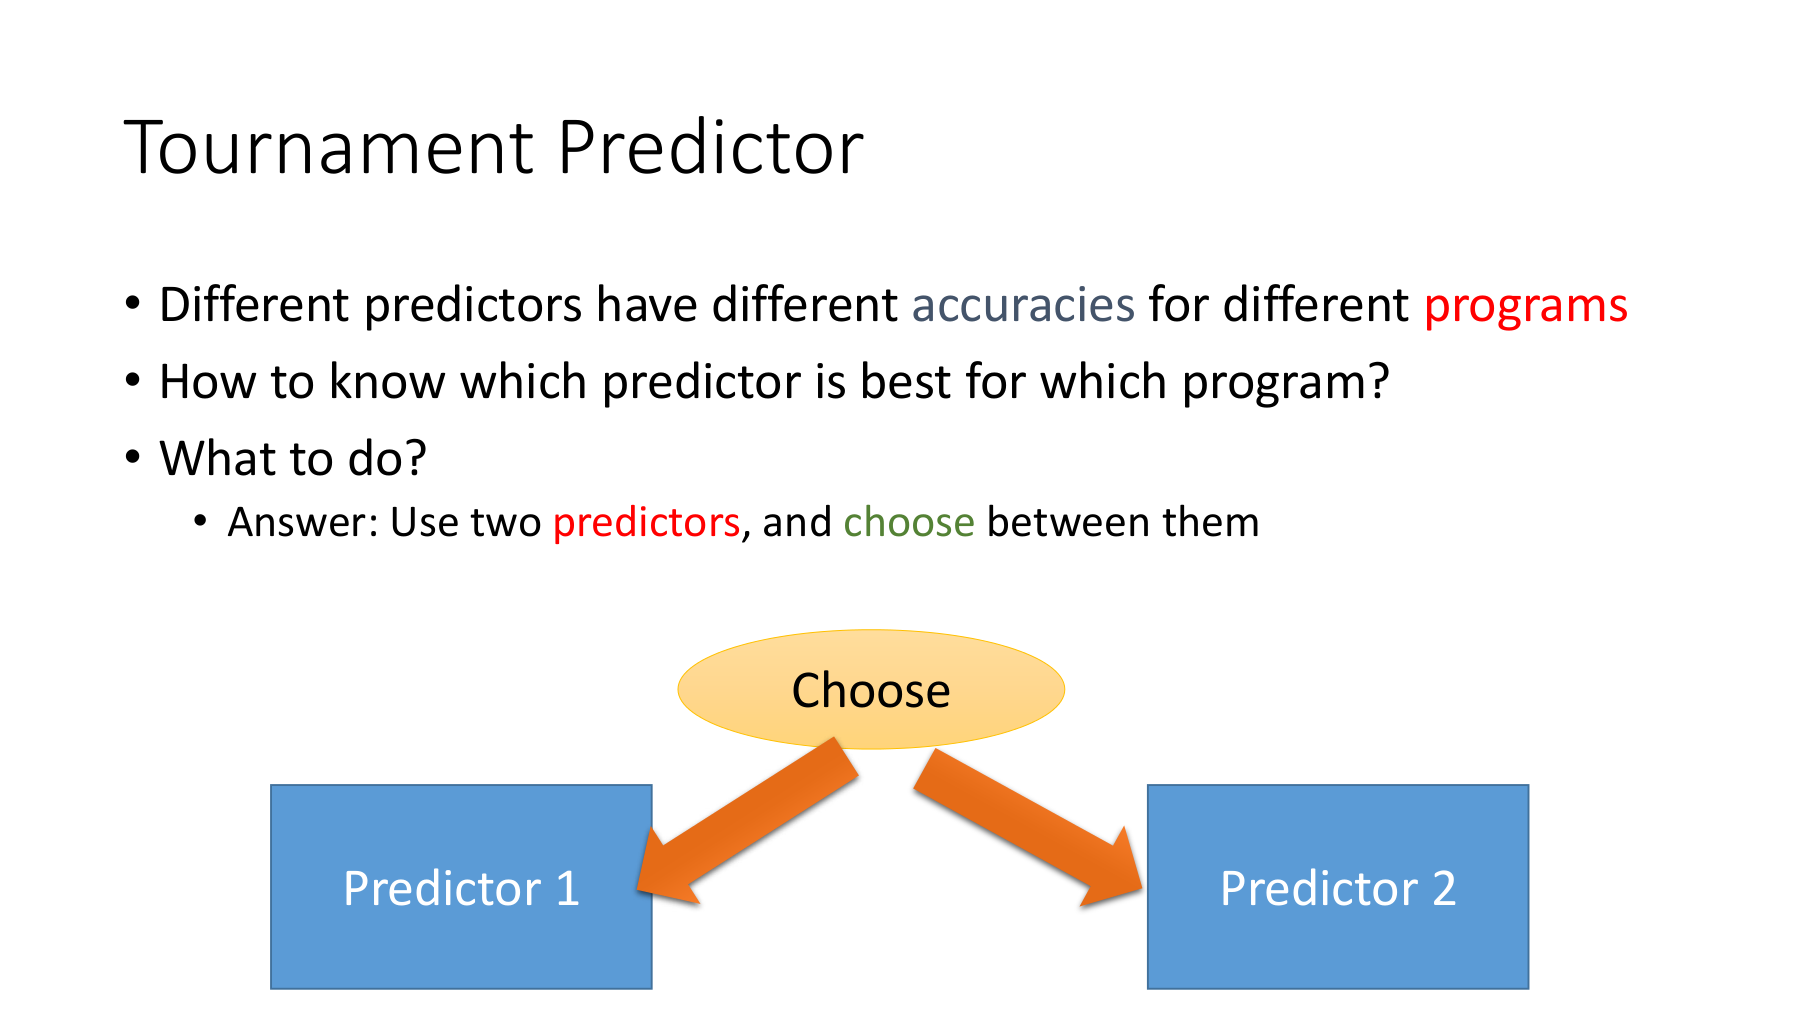 Tournament Predictor
• Different predictors have different accuracies for different programs
• How to know which predictor is best for which program?
• What to do?
• Answer: Use two predictors, and choose between them
Choose
Predictor 1
Predictor 2